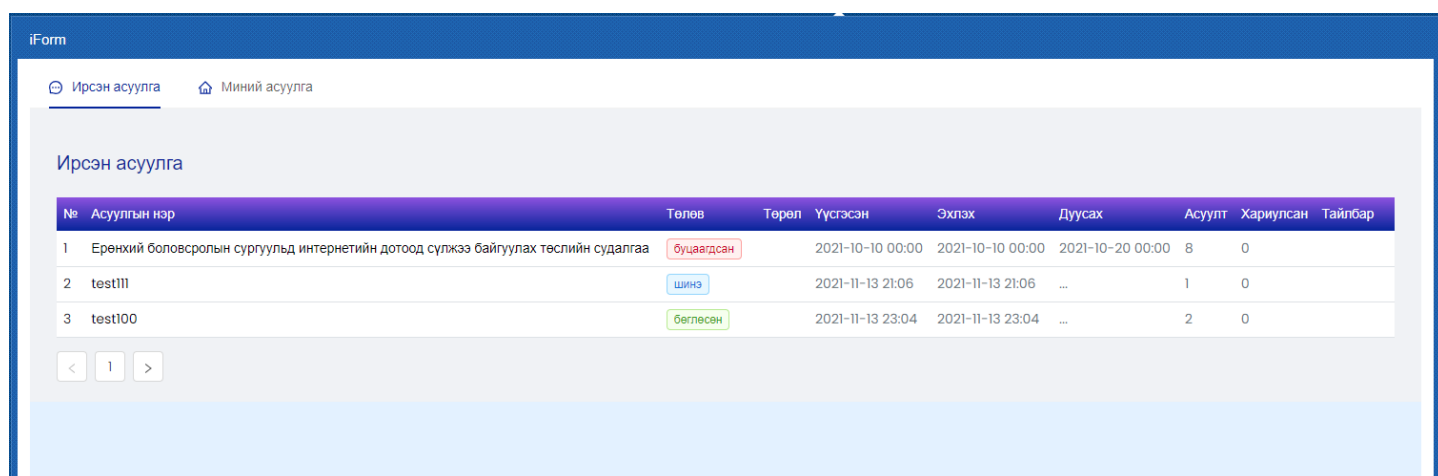 iForm
Ирсэн асуулга Миний асуулга
Ирсэн асуулга
№ Асуулгын нэр Төлөв Төрөл Үүсгэсэн Эхлэх Дуусах Асуулт Хариулсан Тайлбар
1 Ерөнхий боловсролын сургуульд интернетийн дотоод сүлжээ байгуулах төслийн судалгаа буцаагдсан 2021-10-10 00:00 2021-10-10 00:00 2021-10-20 00:00 8 0
2 test111 шинэ 2021-11-13 21:06 2021-11-13 21:06 ... 1 0
3 test100 бөглөсөн 2021-11-13 23:04 2021-11-13 23:04 ... 2 0
< 1 >